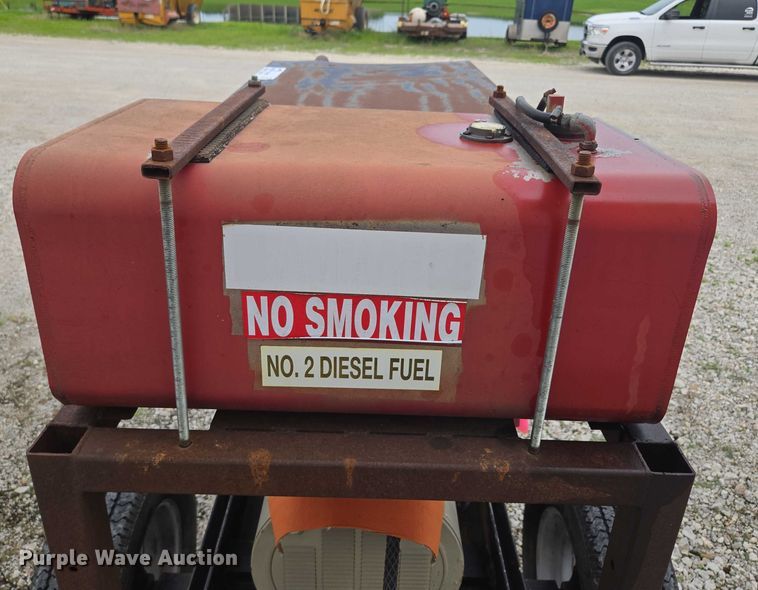 NO SMOKING
NO. 2 DIESEL FUEL
Purple Wave Auction